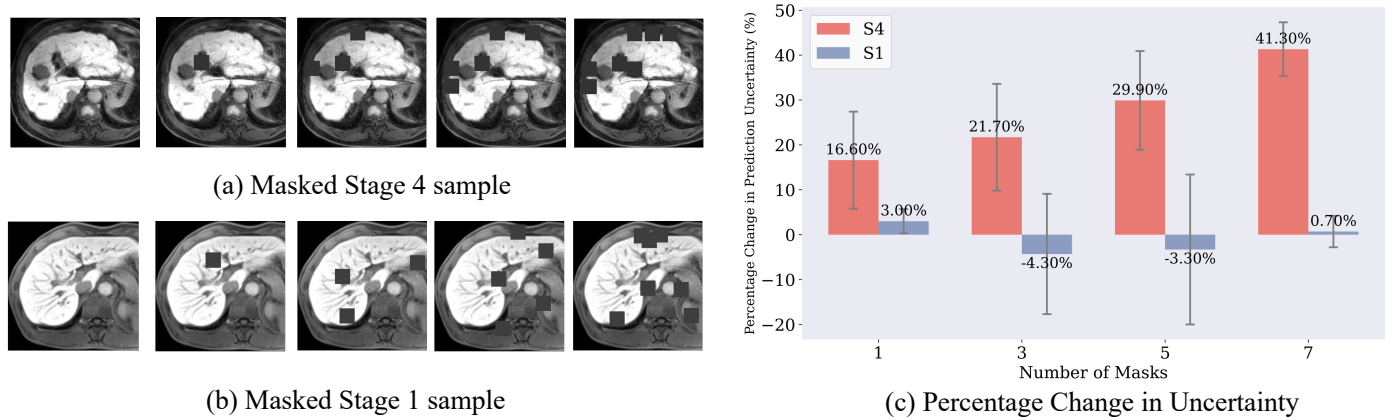 (a) Masked Stage 4 sample
(b) Masked Stage 1 sample
Percentage Change in Prediction Uncertainty (%)
50
40
30
20
10
0
−10
−20
S4
S1
16.60%
3.00%
21.70%
-4.30%
29.90%
-3.30%
41.30%
0.70%
1 3 5 7
Number of Masks
(c) Percentage Change in Uncertainty